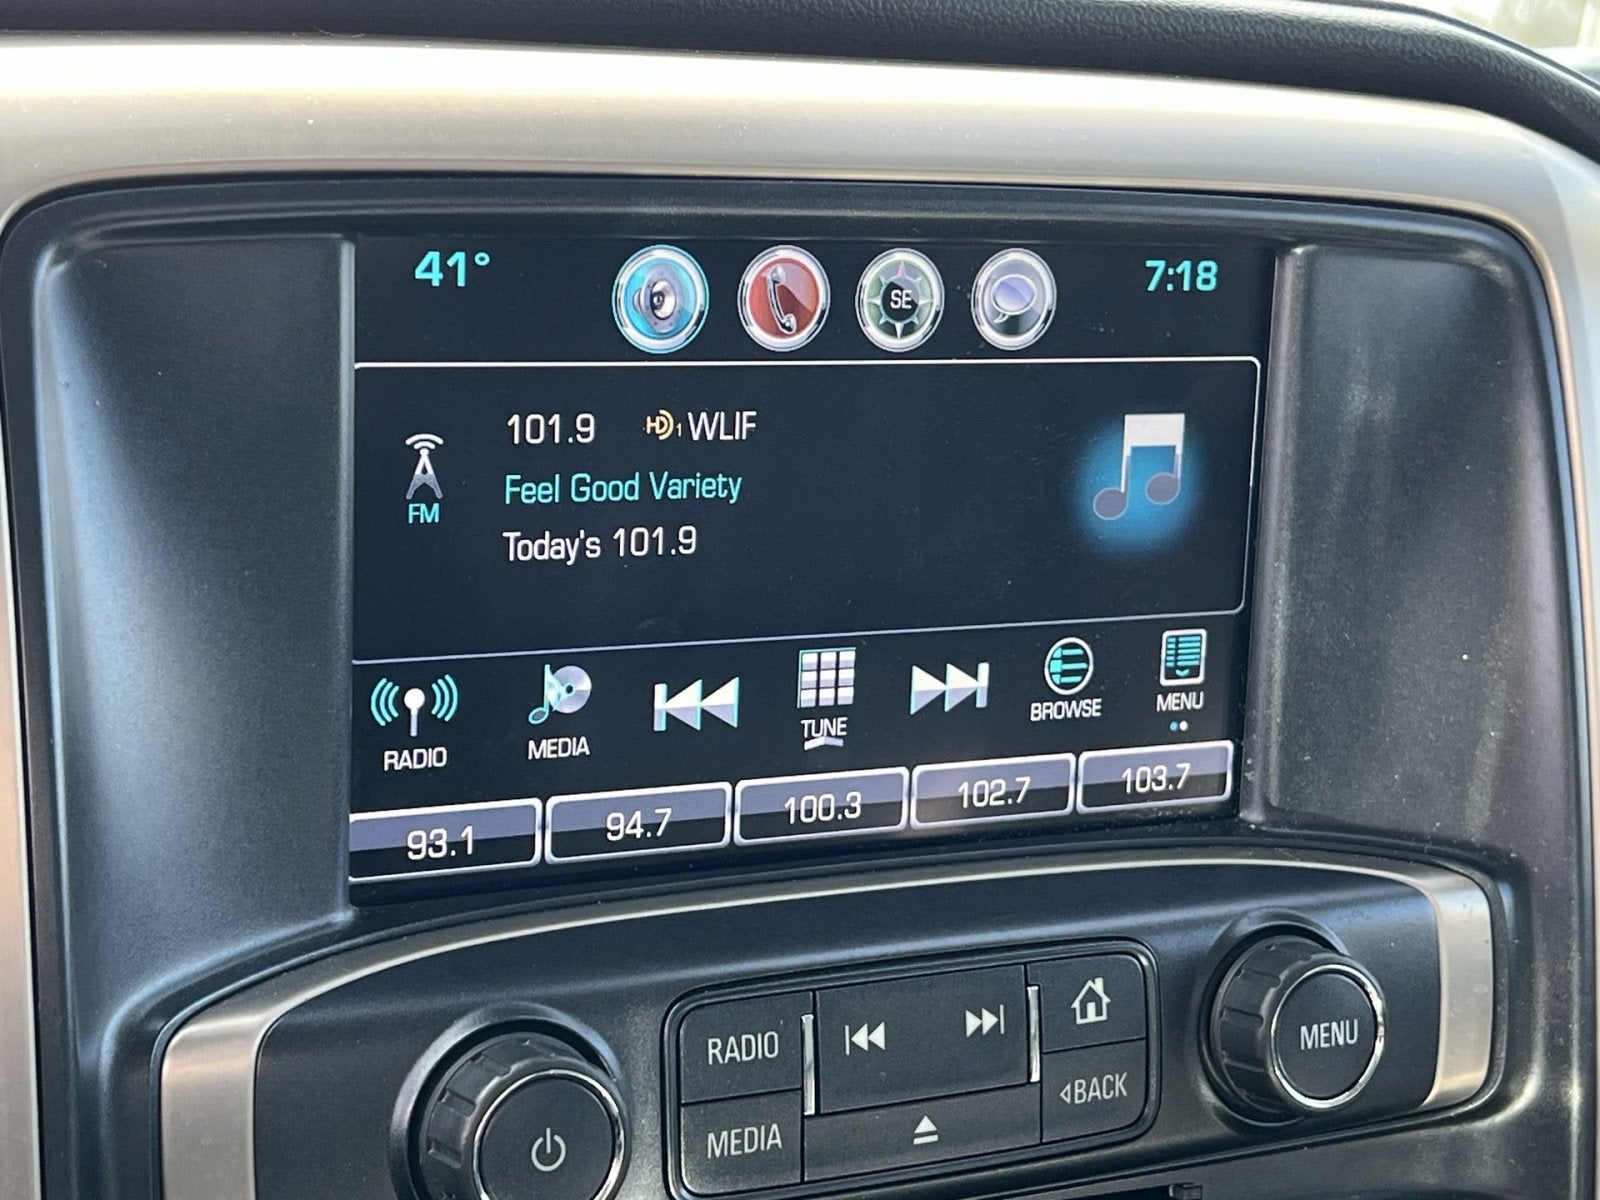 41° SE 7:18
101.9 HD1 WLIF
Feel Good Variety
FM
Today's 101.9
RADIO MEDIA TUNE BROWSE MENU
93.1 94.7 100.3 102.7 103.7
RADIO
MENU
BACK
MEDIA